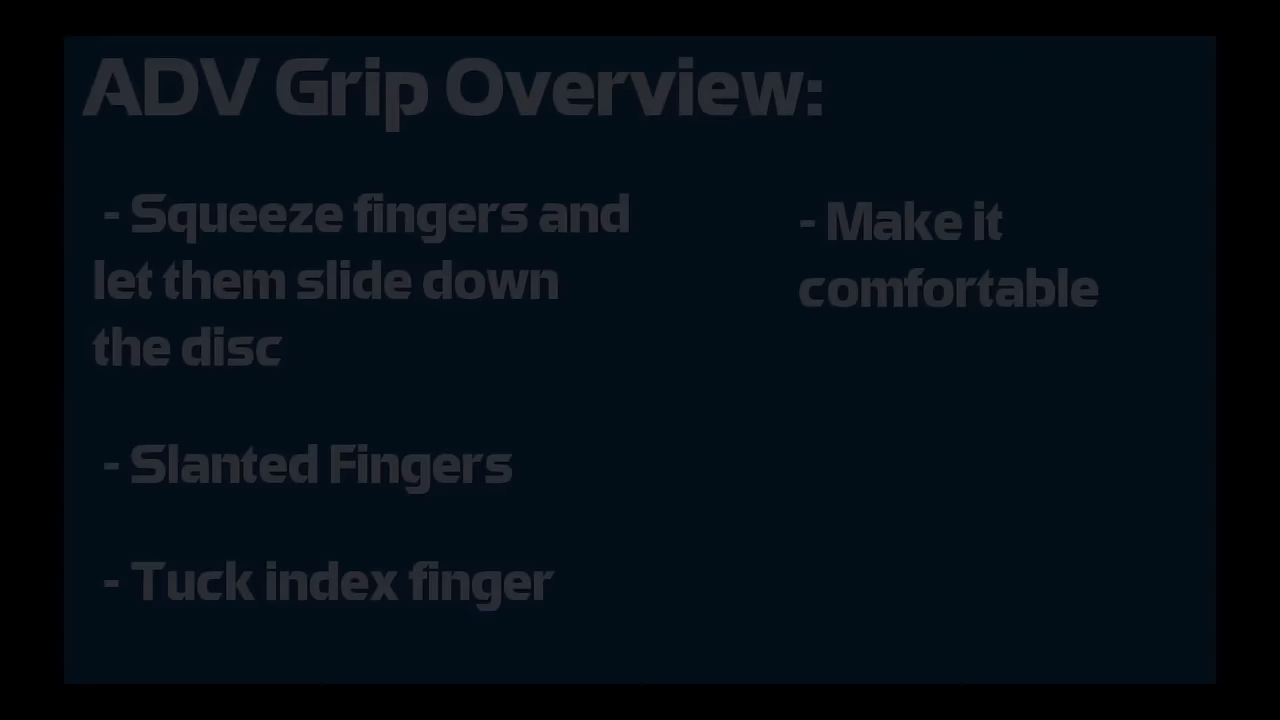 ADV Grip Overview:
- Squeeze fingers and
let them slide down
the disc
- Slanted Fingers
- Tuck index finger
- Make it
comfortable